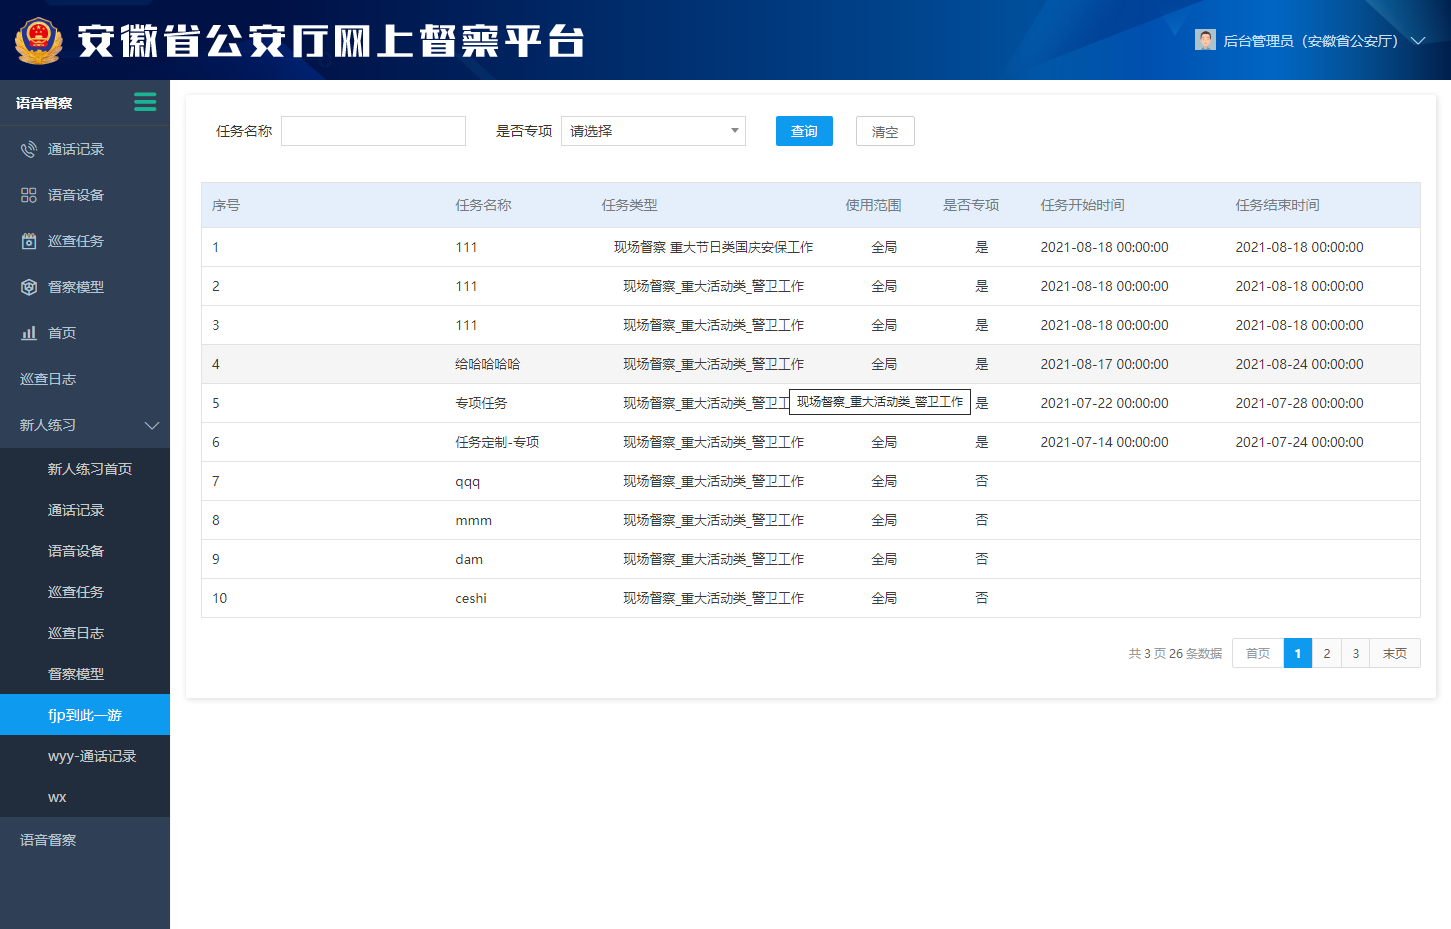 安徽省公安厅网上督察平台
后台管理员（安徽省公安厅）
语音督察
通话记录
语音设备
巡查任务
督察模型
首页
巡查日志
新人练习
新人练习首页
通话记录
语音设备
巡查任务
巡查日志
督察模型
fjp到此一游
wyy-通话记录
wx
语音督察
任务名称 是否专项 请选择 查询 清空
序号 任务名称 任务类型 使用范围 是否专项 任务开始时间 任务结束时间
1 111 现场督察 重大节日类国庆安保工作 全局 是 2021-08-18 00:00:00 2021-08-18 00:00:00
2 111 现场督察_重大活动类_警卫工作 全局 是 2021-08-18 00:00:00 2021-08-18 00:00:00
3 111 现场督察_重大活动类_警卫工作 全局 是 2021-08-18 00:00:00 2021-08-18 00:00:00
4 给哈哈哈哈 现场督察_重大活动类_警卫工作 全局 是 2021-08-17 00:00:00 2021-08-24 00:00:00
5 专项任务 现场督察_重大活动类_警卫工 现场督察_重大活动类_警卫工作 是 2021-07-22 00:00:00 2021-07-28 00:00:00
6 任务定制-专项 现场督察_重大活动类_警卫工作 全局 是 2021-07-14 00:00:00 2021-07-24 00:00:00
7 qqq 现场督察_重大活动类_警卫工作 全局 否
8 mmm 现场督察_重大活动类_警卫工作 全局 否
9 dam 现场督察_重大活动类_警卫工作 全局 否
10 ceshi 现场督察_重大活动类_警卫工作 全局 否
共 3 页 26 条数据 首页 1 2 3 末页